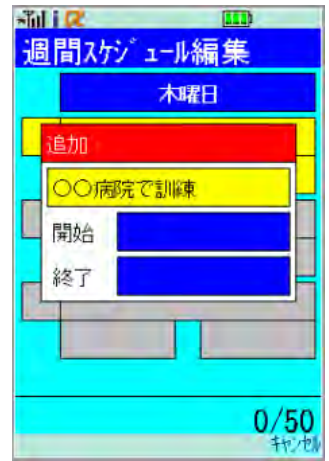 週間スケジュール編集
木曜日
追加
○○病院で訓練
開始
終了
0/50
キャンセル